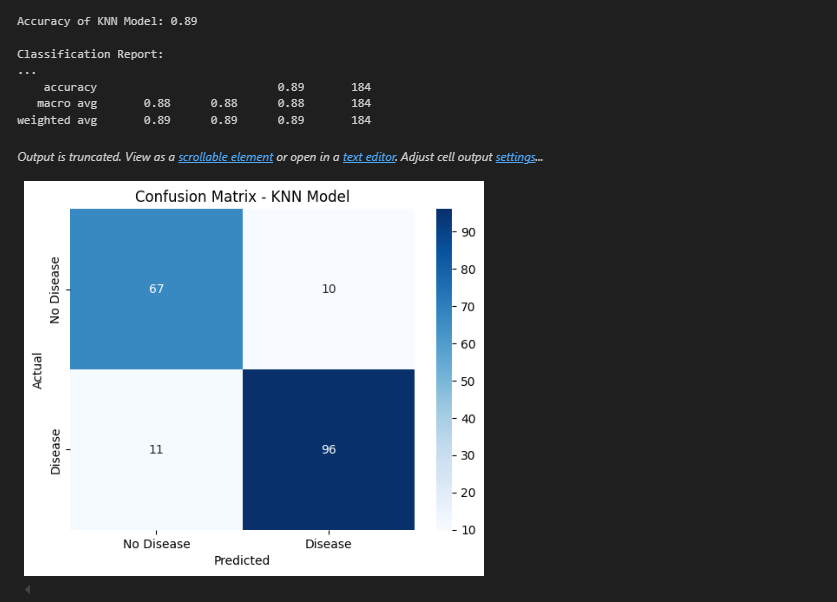 Accuracy of KNN Model: 0.89
Classification Report:
...
accuracy 0.89 184
macro avg 0.88 0.88 0.88 184
weighted avg 0.89 0.89 0.89 184
Output is truncated. View as a scrollable element or open in a text editor. Adjust cell output settings...
Confusion Matrix - KNN Model
No Disease
67
10
Actual
Disease
11
96
No Disease
Disease
Predicted
90
80
70
60
50
40
30
20
10